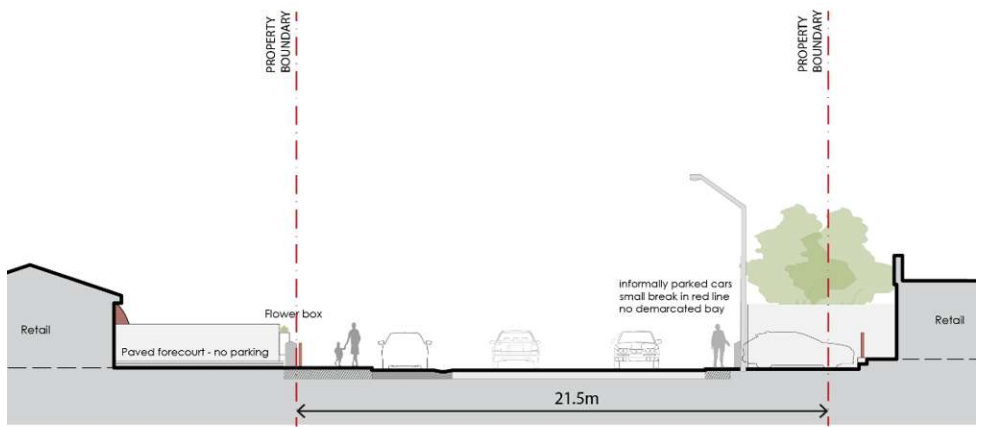 PROPERTY
BOUNDARY
PROPERTY
BOUNDARY
informally parked cars
small break in red line
no demarcated bay
Flower box
Retail
Retail
Paved forecourt - no parking
21.5m